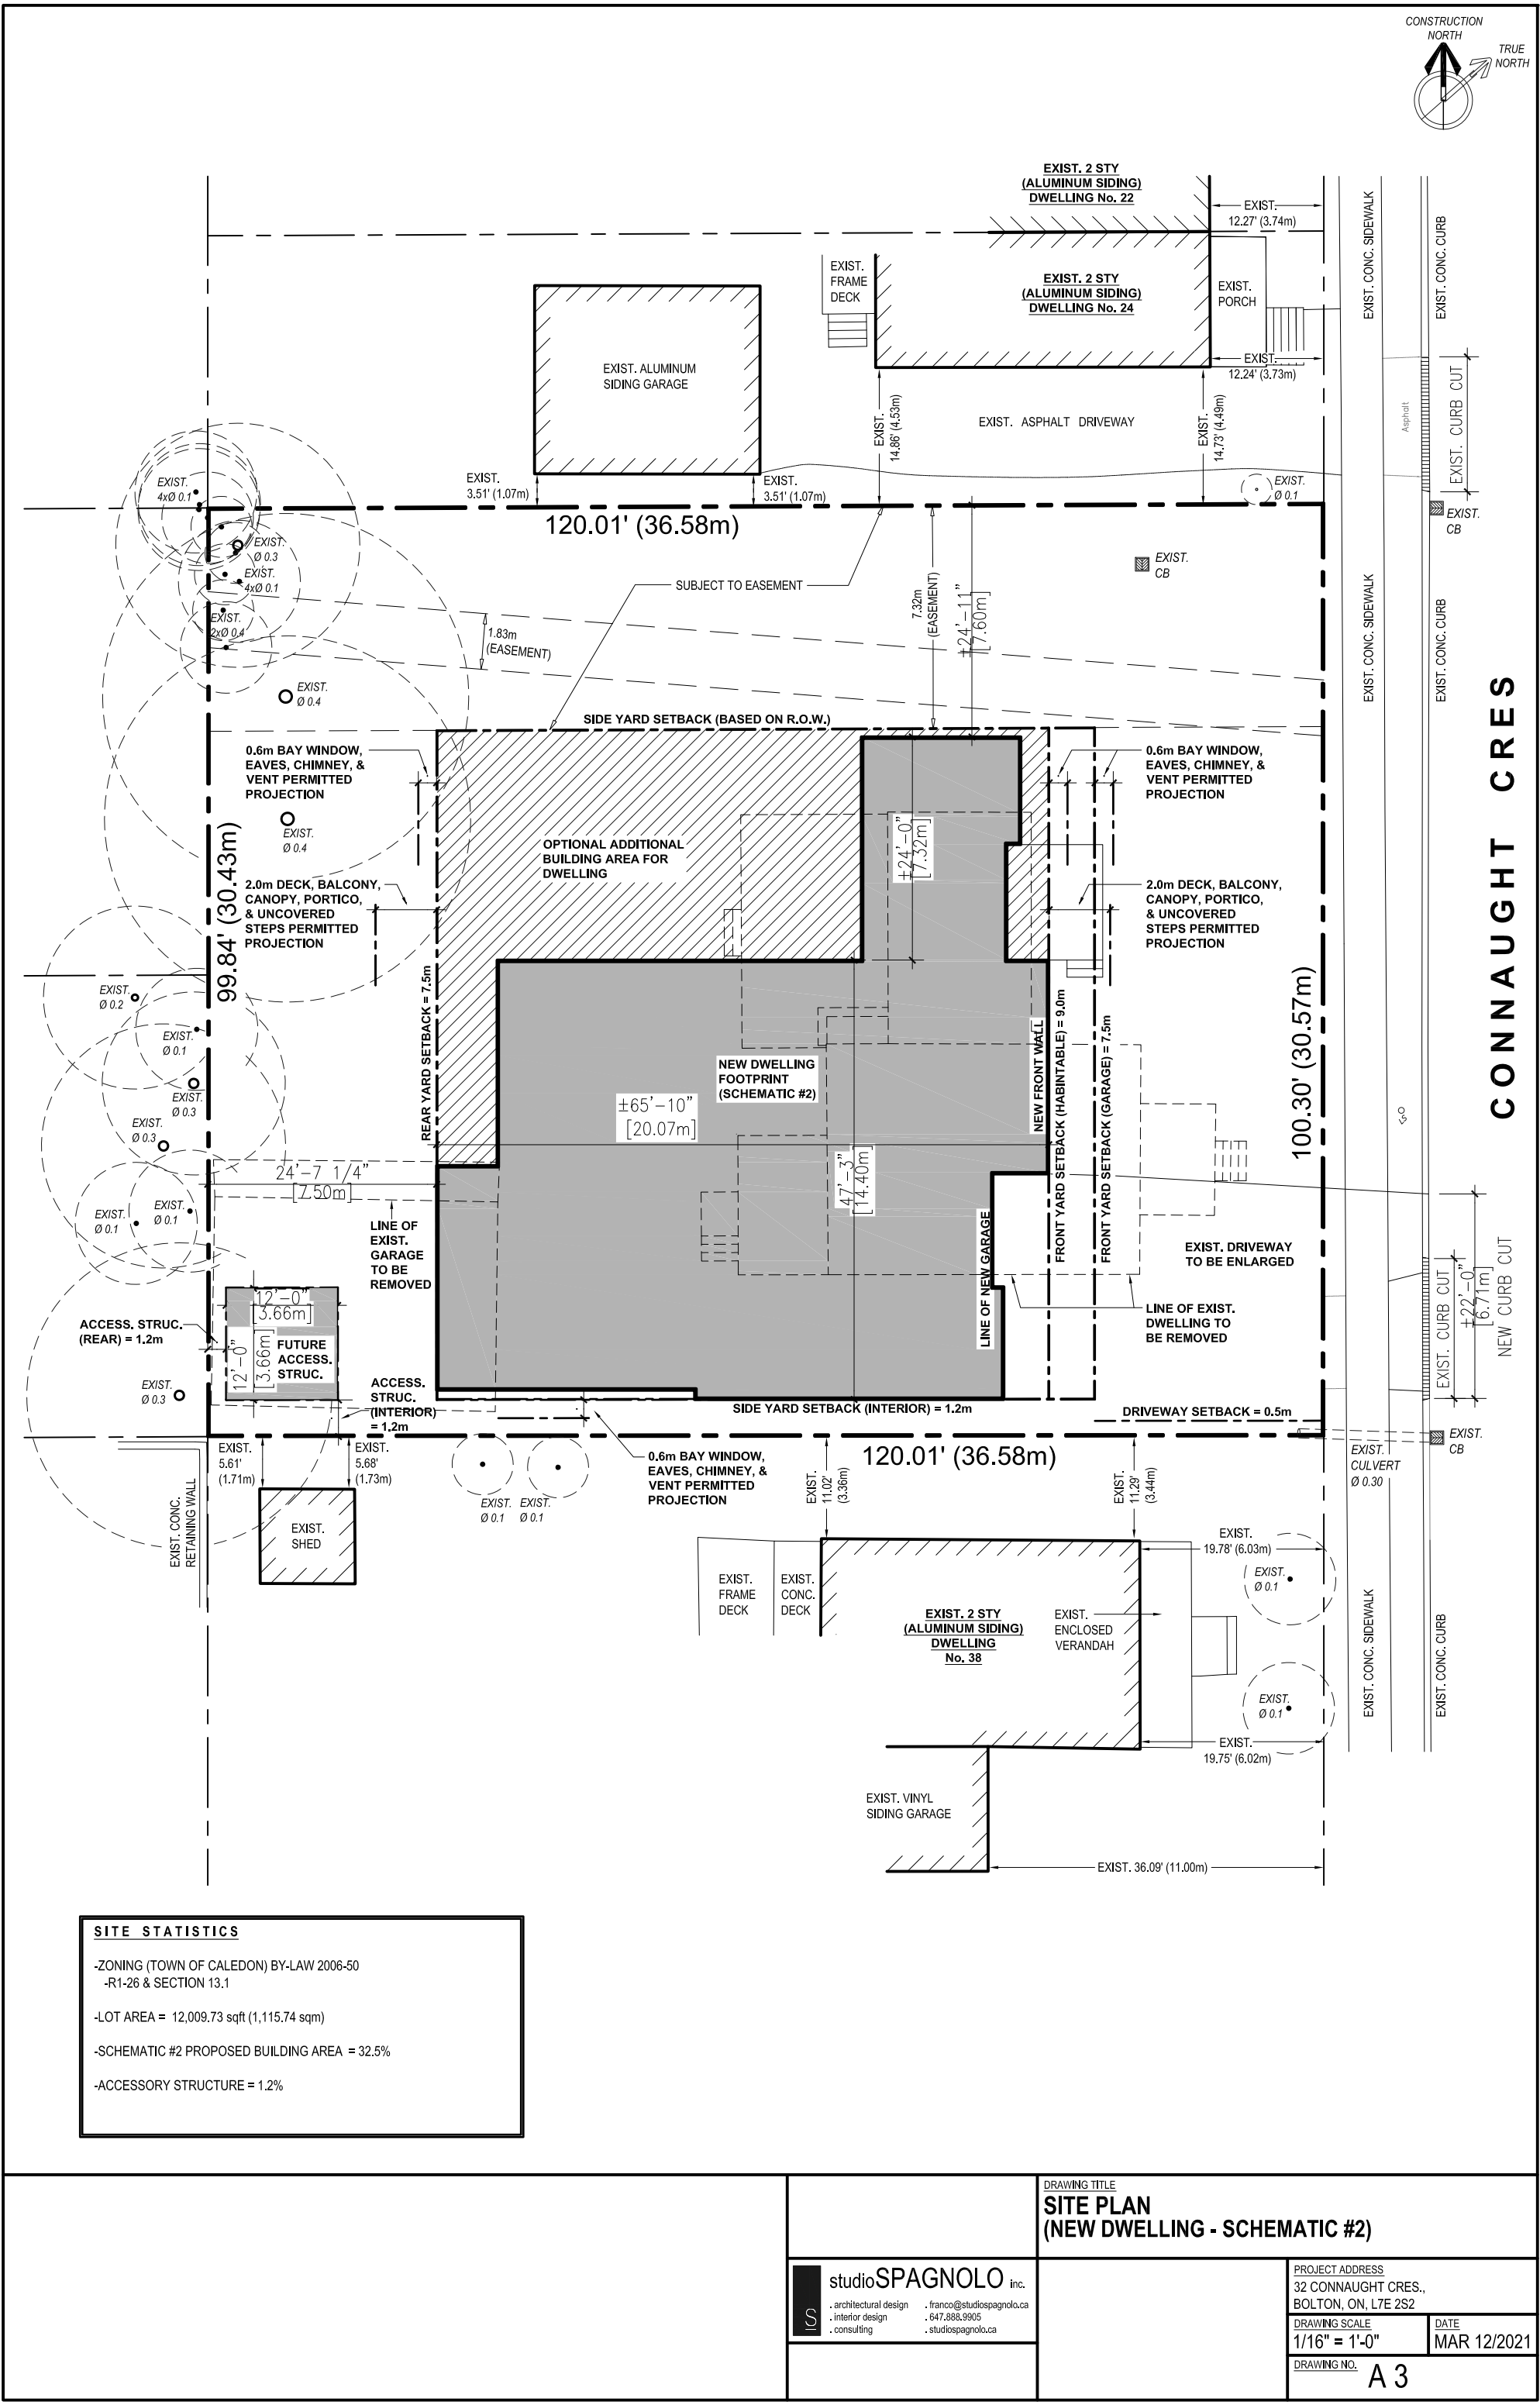 CONSTRUCTION
NORTH
TRUE
NORTH
EXIST. 2 STY
(ALUMINUM SIDING)
DWELLING No. 22
EXIST.
12.27' (3.74m)
EXIST. CONC. SIDEWALK
EXIST. CONC. CURB
EXIST.
FRAME
DECK
EXIST. 2 STY
(ALUMINUM SIDING)
DWELLING No. 24
EXIST.
PORCH
EXIST. ALUMINUM
SIDING GARAGE
EXIST.
12.24' (3.73m)
EXIST.
14.86' (4.53m)
EXIST. ASPHALT DRIVEWAY
EXIST.
14.73' (4.49m)
Asphalt
EXIST. CURB CUT
EXIST.
4xØ 0.1
EXIST.
3.51' (1.07m)
EXIST.
3.51' (1.07m)
EXIST.
Ø 0.1
EXIST.
CB
120.01' (36.58m)
EXIST.
Ø 0.3
EXIST.
4xØ 0.1
EXIST.
2xØ 0.4
EXIST.
CB
SUBJECT TO EASEMENT
7.32m
(EASEMENT)
±24'-11"
[7.60m]
1.83m
(EASEMENT)
EXIST. CONC. SIDEWALK
EXIST. CONC. CURB
EXIST.
Ø 0.4
SIDE YARD SETBACK (BASED ON R.O.W.)
CONNAUGHT CRES
0.6m BAY WINDOW,
EAVES, CHIMNEY, &
VENT PERMITTED
PROJECTION
0.6m BAY WINDOW,
EAVES, CHIMNEY, &
VENT PERMITTED
PROJECTION
EXIST.
Ø 0.4
99.84' (30.43m)
OPTIONAL ADDITIONAL
BUILDING AREA FOR
DWELLING
±24'-0"
[7.32m]
2.0m DECK, BALCONY,
CANOPY, PORTICO,
& UNCOVERED
STEPS PERMITTED
PROJECTION
2.0m DECK, BALCONY,
CANOPY, PORTICO,
& UNCOVERED
STEPS PERMITTED
PROJECTION
EXIST.
Ø 0.2
EXIST.
Ø 0.1
EXIST.
Ø 0.3
EXIST.
Ø 0.3
REAR YARD SETBACK = 7.5m
NEW DWELLING
FOOTPRINT
(SCHEMATIC #2)
NEW FRONT WALL
FRONT YARD SETBACK (HABINTABLE) = 9.0m
FRONT YARD SETBACK (GARAGE) = 7.5m
100.30' (30.57m)
±65'-10"
[20.07m]
24'-7 1/4"
[7.50m]
47'-3"
[14.40m]
EXIST.
Ø 0.1
EXIST.
Ø 0.1
LINE OF
EXIST.
GARAGE
TO BE
REMOVED
LINE OF NEW GARAGE
EXIST. DRIVEWAY
TO BE ENLARGED
EXIST. CURB CUT
±22'-0"
[6.71m]
NEW CURB CUT
12'-0"
[3.66m]
ACCESS. STRUC.
(REAR) = 1.2m
12'-0"
[3.66m]
FUTURE
ACCESS.
STRUC.
LINE OF EXIST.
DWELLING TO
BE REMOVED
EXIST.
Ø 0.3
ACCESS.
STRUC.
(INTERIOR)
= 1.2m
SIDE YARD SETBACK (INTERIOR) = 1.2m
DRIVEWAY SETBACK = 0.5m
EXIST.
CB
EXIST.
5.61'
(1.71m)
EXIST.
5.68'
(1.73m)
0.6m BAY WINDOW,
EAVES, CHIMNEY, &
VENT PERMITTED
PROJECTION
120.01' (36.58m)
EXIST.
11.02'
(3.36m)
EXIST.
11.29'
(3.44m)
EXIST.
CULVERT
Ø 0.30
EXIST.
Ø 0.1
EXIST.
Ø 0.1
EXIST. CONC.
RETAINING WALL
EXIST.
SHED
EXIST.
19.78' (6.03m)
EXIST.
Ø 0.1
EXIST.
FRAME
DECK
EXIST.
CONC.
DECK
EXIST. 2 STY
(ALUMINUM SIDING)
DWELLING
No. 38
EXIST.
ENCLOSED
VERANDAH
EXIST. CONC. SIDEWALK
EXIST. CONC. CURB
EXIST.
Ø 0.1
EXIST.
19.75' (6.02m)
EXIST. VINYL
SIDING GARAGE
EXIST. 36.09' (11.00m)
SITE STATISTICS
-ZONING (TOWN OF CALEDON) BY-LAW 2006-50
-R1-26 & SECTION 13.1
-LOT AREA = 12,009.73 sqft (1,115.74 sqm)
-SCHEMATIC #2 PROPOSED BUILDING AREA = 32.5%
-ACCESSORY STRUCTURE = 1.2%
DRAWING TITLE
SITE PLAN
(NEW DWELLING - SCHEMATIC #2)
S
studioSPAGNOLO inc.
. architectural design . franco@studiospagnolo.ca
. interior design . 647.888.9905
. consulting . studiospagnolo.ca
PROJECT ADDRESS
32 CONNAUGHT CRES.,
BOLTON, ON, L7E 2S2
DRAWING SCALE
1/16" = 1'-0"
DATE
MAR 12/2021
DRAWING NO.
A 3